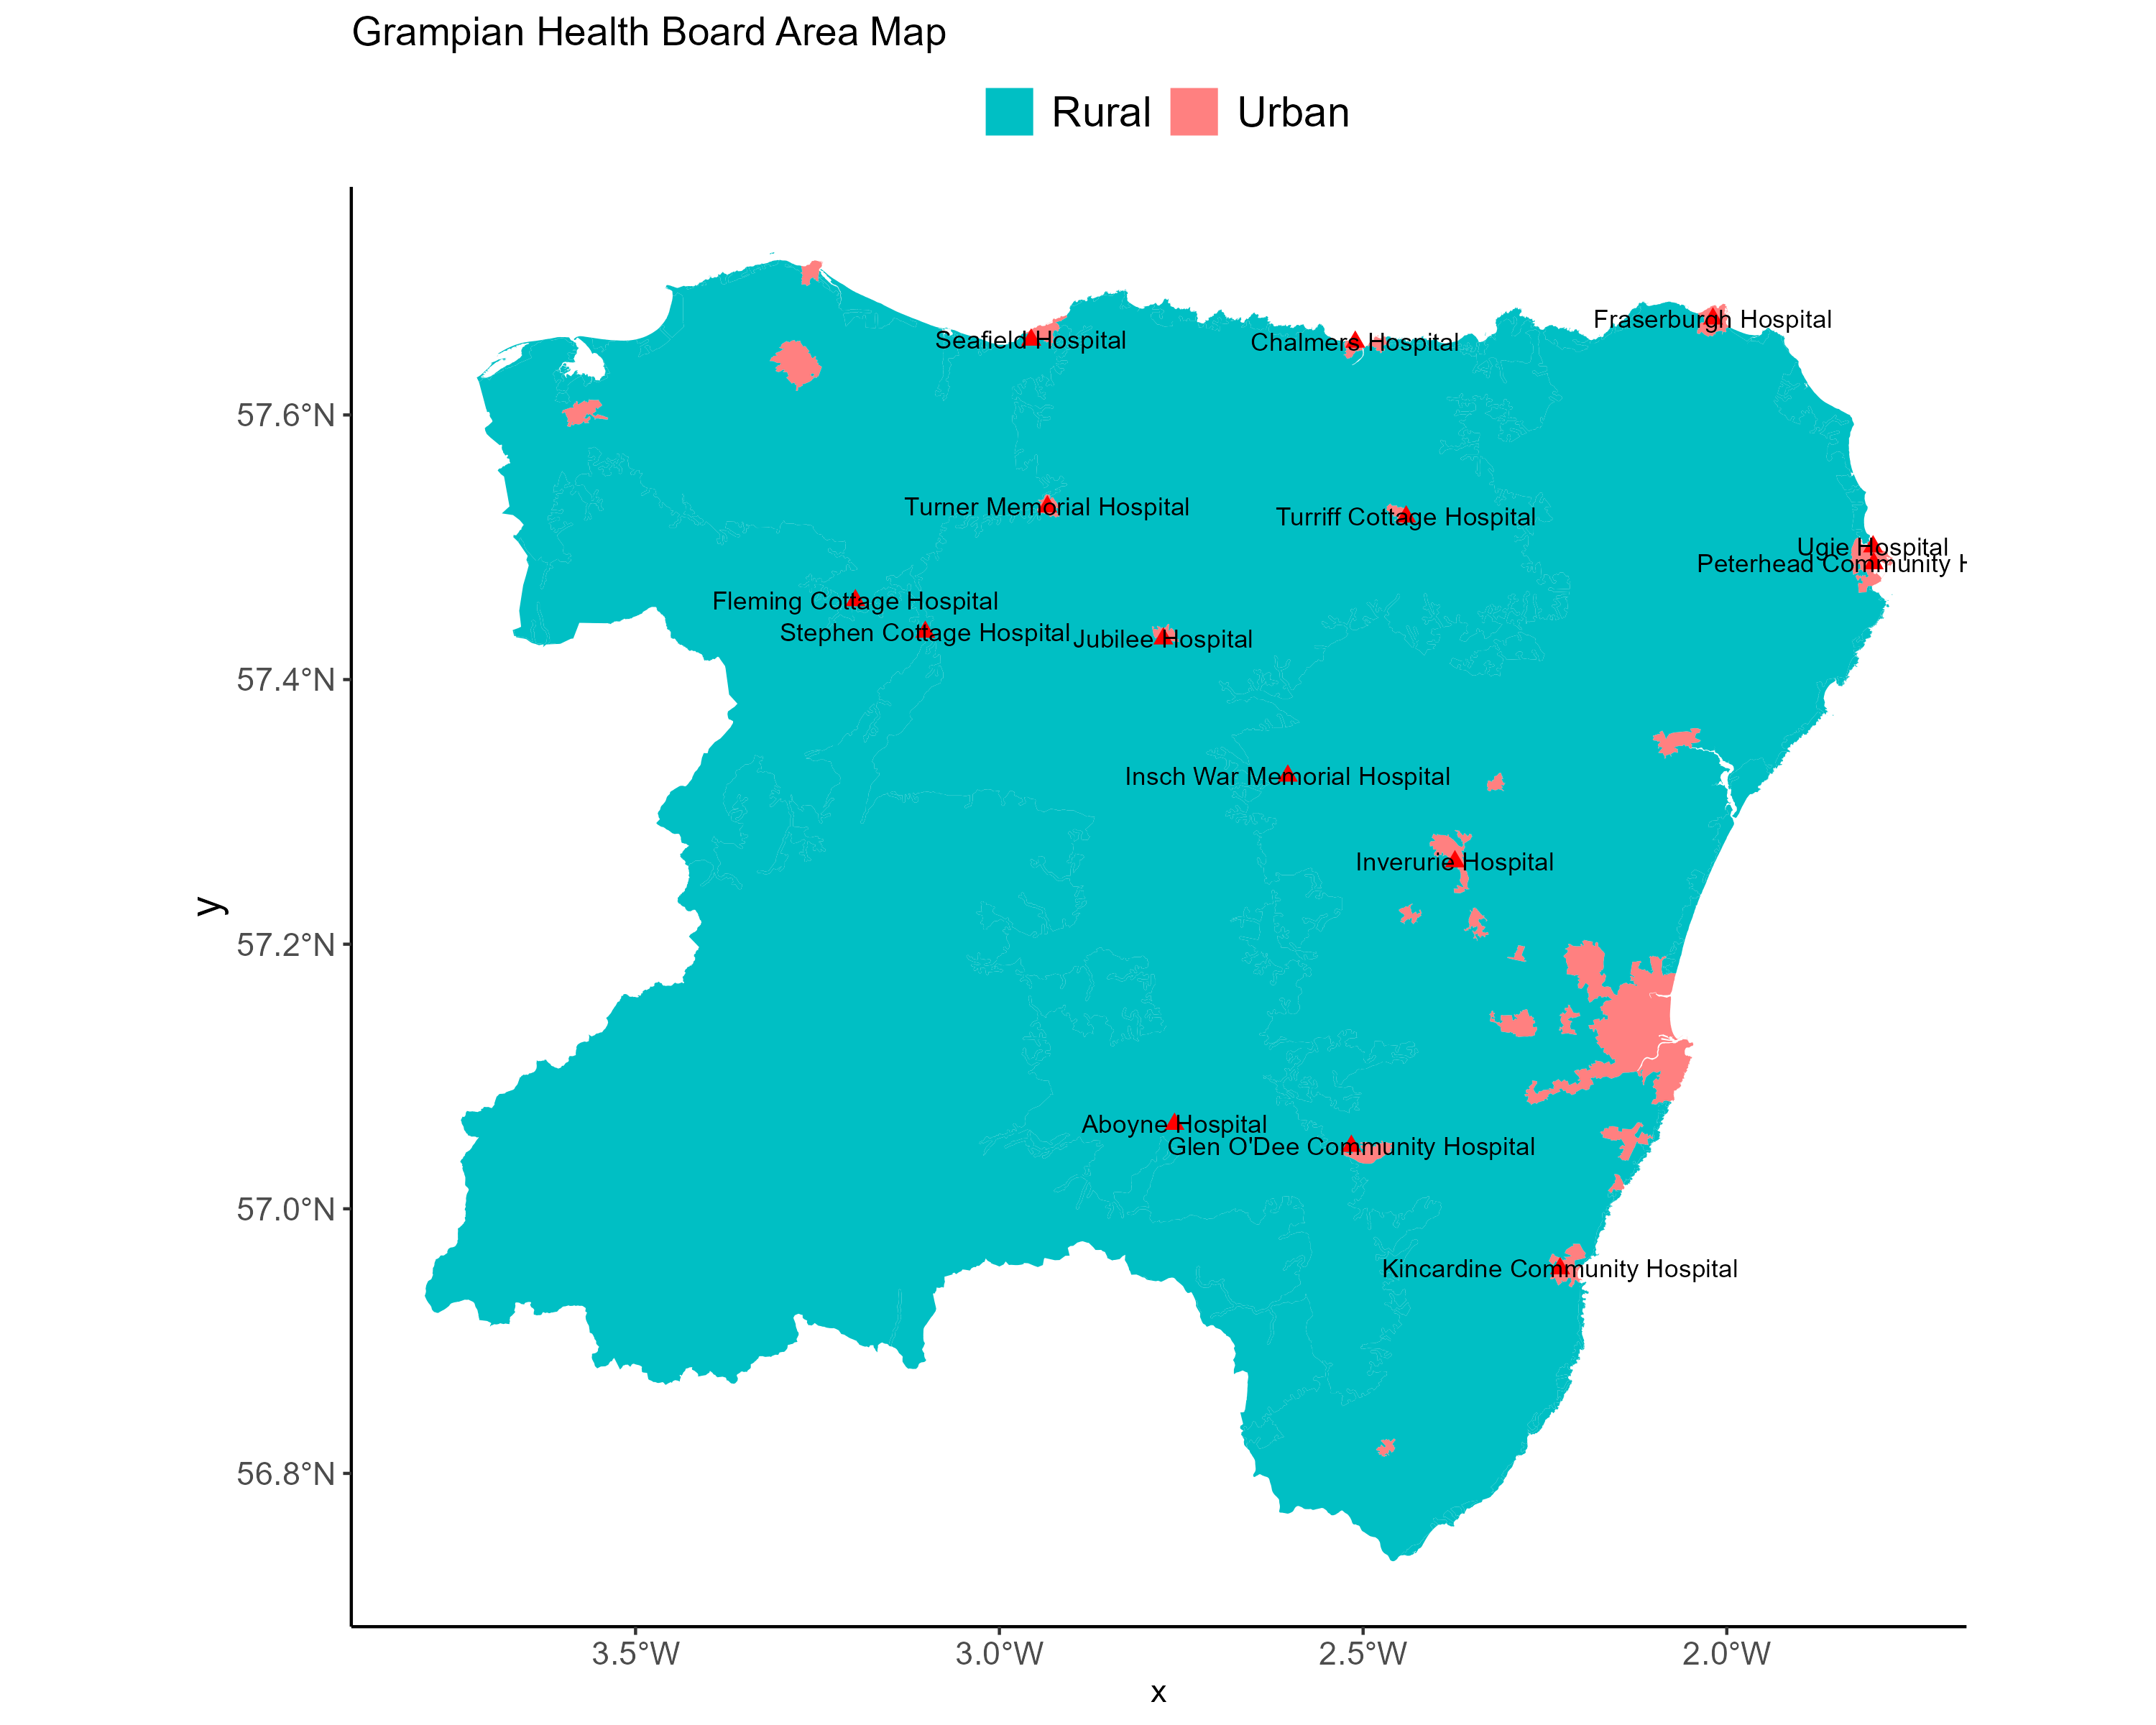 Grampian Health Board Area Map
Rural Urban
Fraserburgh Hospital
Seafield Hospital
Chalmers Hospital
57.6°N
Turner Memorial Hospital
Turriff Cottage Hospital
Ugie Hospital
Peterhead Community H
Fleming Cottage Hospital
Stephen Cottage Hospital
Jubilee Hospital
57.4°N
Insch War Memorial Hospital
Inverurie Hospital
y
57.2°N
Aboyne Hospital
Glen O'Dee Community Hospital
57.0°N
Kincardine Community Hospital
56.8°N
3.5°W 3.0°W 2.5°W 2.0°W
x